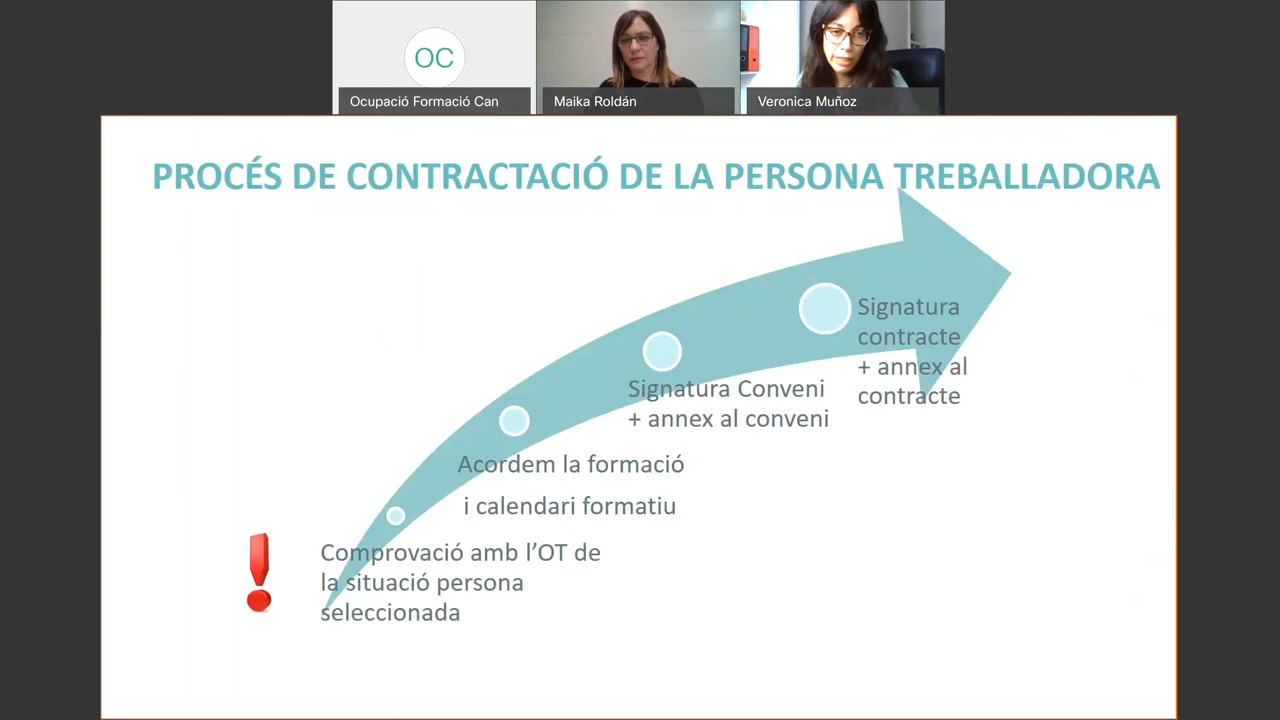 OC
Ocupació Formació Can
Maika Roldán
Veronica Muñoz
PROCÉS DE CONTRACTACIÓ DE LA PERSONA TREBALLADORA
Signatura
contracte
+ annex al
contracte
Signatura Conveni
+ annex al conveni
Acordem la formació
i calendari formatiu
Comprovació amb l’OT de
la situació persona
seleccionada